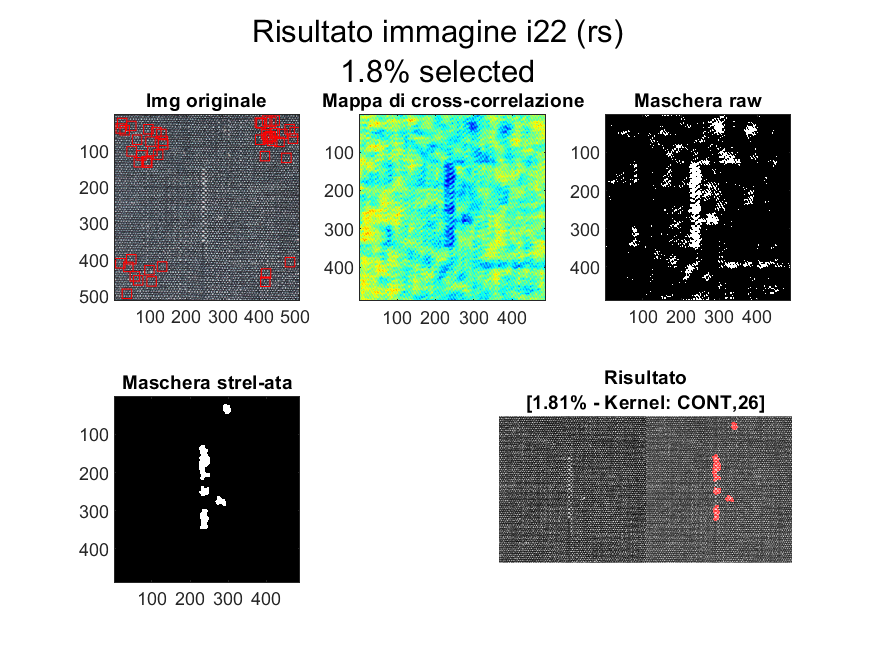 Risultato immagine i22 (rs)
1.8% selected
Img originale
100
200
300
400
500
100 200 300 400 500
Mappa di cross-correlazione
100
200
300
400
100 200 300 400
Maschera raw
100
200
300
400
100 200 300 400
Maschera strel-ata
100
200
300
400
100 200 300 400
Risultato
[1.81% - Kernel: CONT,26]